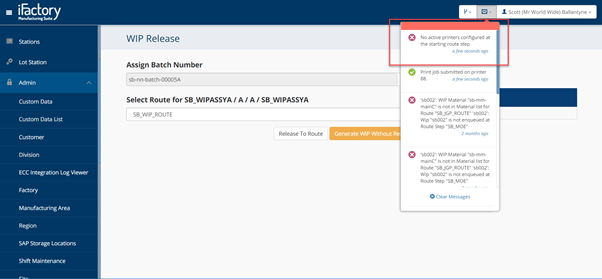 iFactory
Manufacturing Suite
Scott (Mr World Wide) Ballantyne
Stations
Lot Station
Admin
Custom Data
Custom Data List
Customer
Division
ECC Integration Log Viewer
Factory
Manufacturing Area
Region
SAP Storage Locations
Shift Maintenance
WIP Release
Assign Batch Number
sb-nn-batch-00005A
Select Route for SB_WIPASSYA / A / A / SB_WIPASSYA
SB_WIP_ROUTE
Release To Route
Generate WIP Without Re
No active printers configured at
the starting route step
a few seconds ago
Print job submitted on printer
88.
a few seconds ago
'sb002': WIP Material "sb-mm-
mainC" is not in Material list for
Route "SB_JGP_ROUTE" 'sb002':
Wip "sb002" is not enqueued at
Route Step "SB_MOE"
2 months ago
'sb002': WIP Material "sb-mm-
mainC" is not in Material list for
Route "SB_JGP_ROUTE" 'sb002':
Wip "sb002" is not enqueued at
Route Step "SB_MOE"
Clear Messages